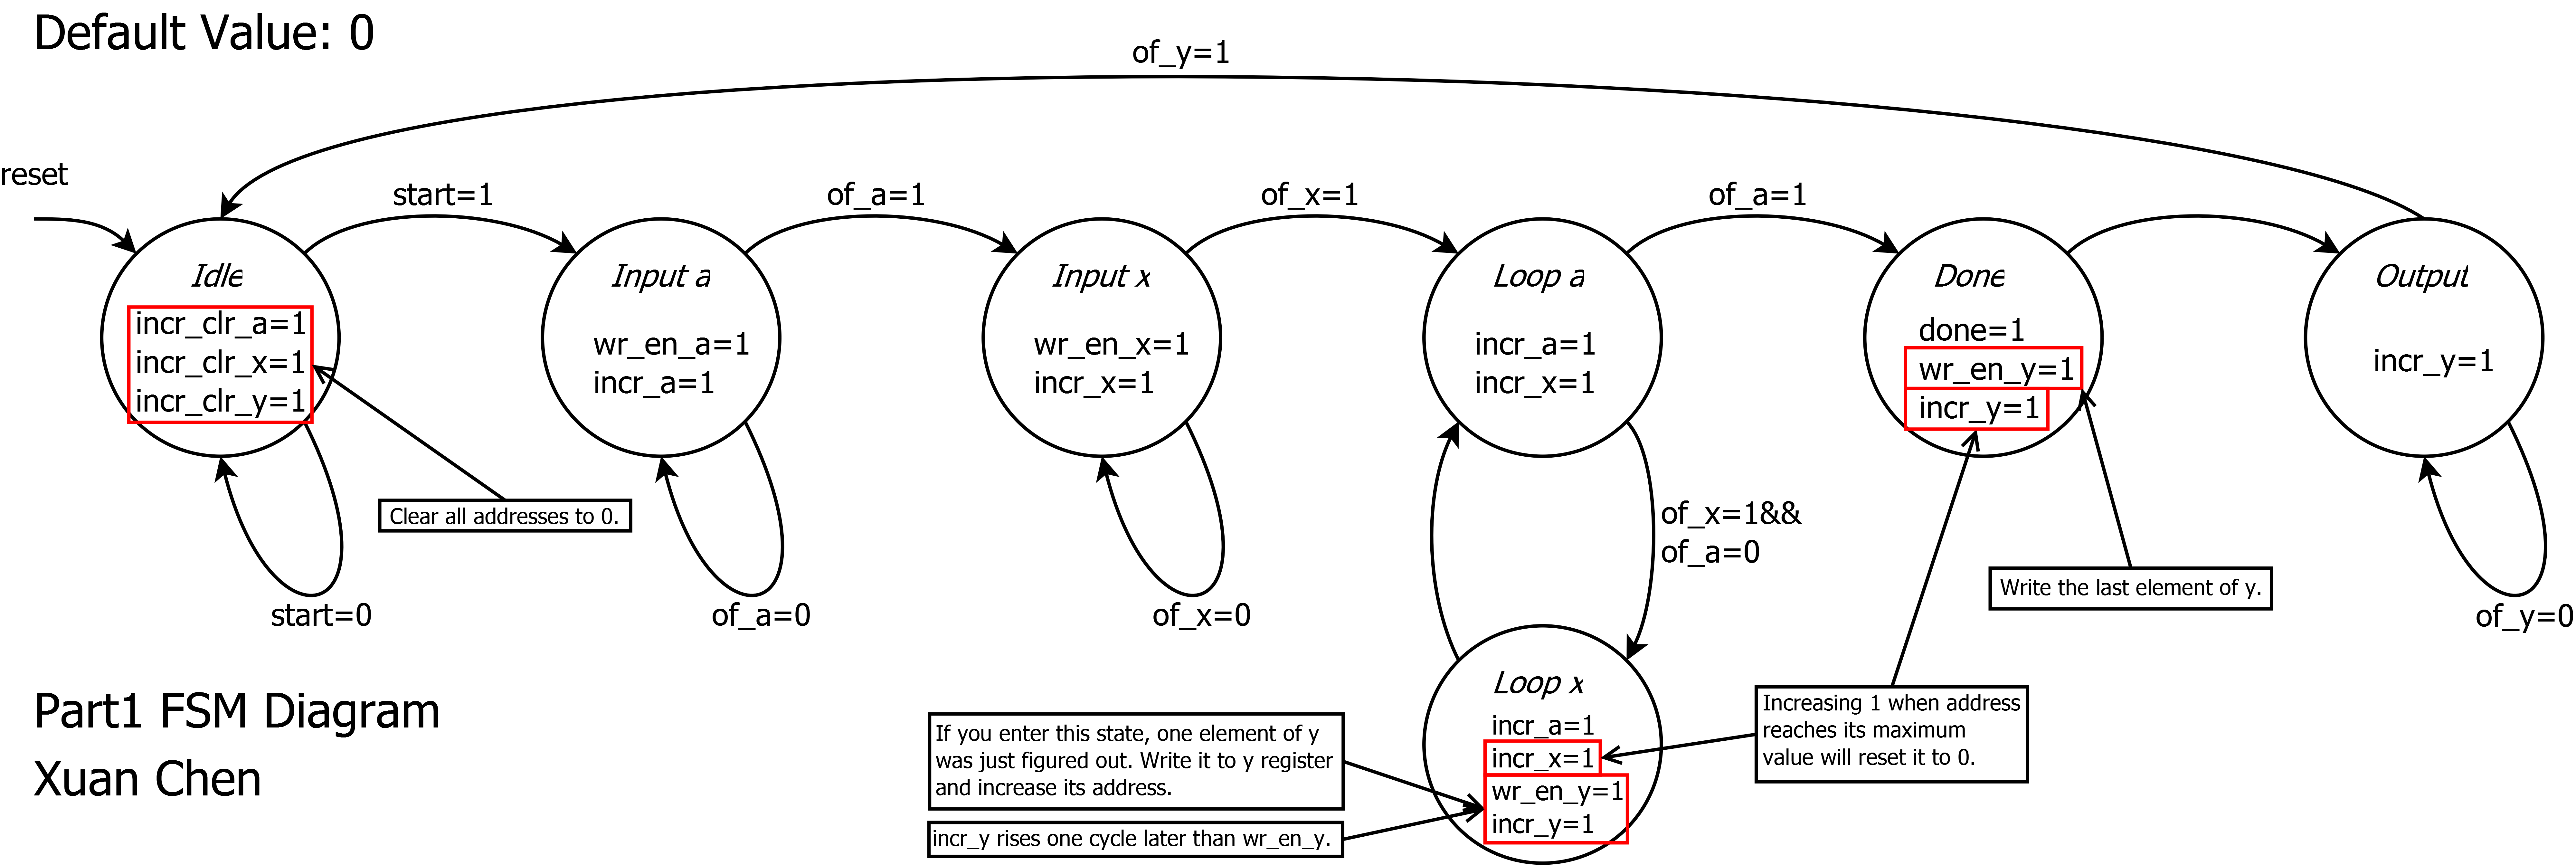 Default Value: 0
of_y=1
reset
start=1
of_a=1
of_x=1
of_a=1
Idle
incr_clr_a=1
incr_clr_x=1
incr_clr_y=1
Input a
wr_en_a=1
incr_a=1
Input x
wr_en_x=1
incr_x=1
Loop a
incr_a=1
incr_x=1
Done
done=1
wr_en_y=1
incr_y=1
Output
incr_y=1
Clear all addresses to 0.
of_x=1&&
of_a=0
Write the last element of y.
start=0
of_a=0
of_x=0
of_y=0
Loop x
incr_a=1
incr_x=1
wr_en_y=1
incr_y=1
If you enter this state, one element of y
was just figured out. Write it to y register
and increase its address.
incr_y rises one cycle later than wr_en_y.
Increasing 1 when address
reaches its maximum
value will reset it to 0.
Part1 FSM Diagram
Xuan Chen